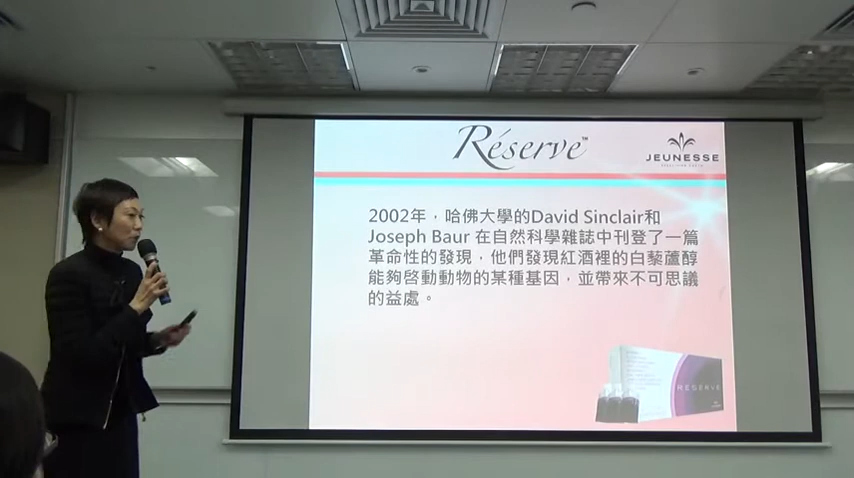 Réserve™
JEUNESSE
2002年，哈佛大學的David Sinclair和
Joseph Baur 在自然科學雜誌中刊登了一篇
革命性的發現，他們發現紅酒裡的白藜蘆醇
能夠啓動動物的某種基因，並帶來不可思議
的益處。
RESERVE